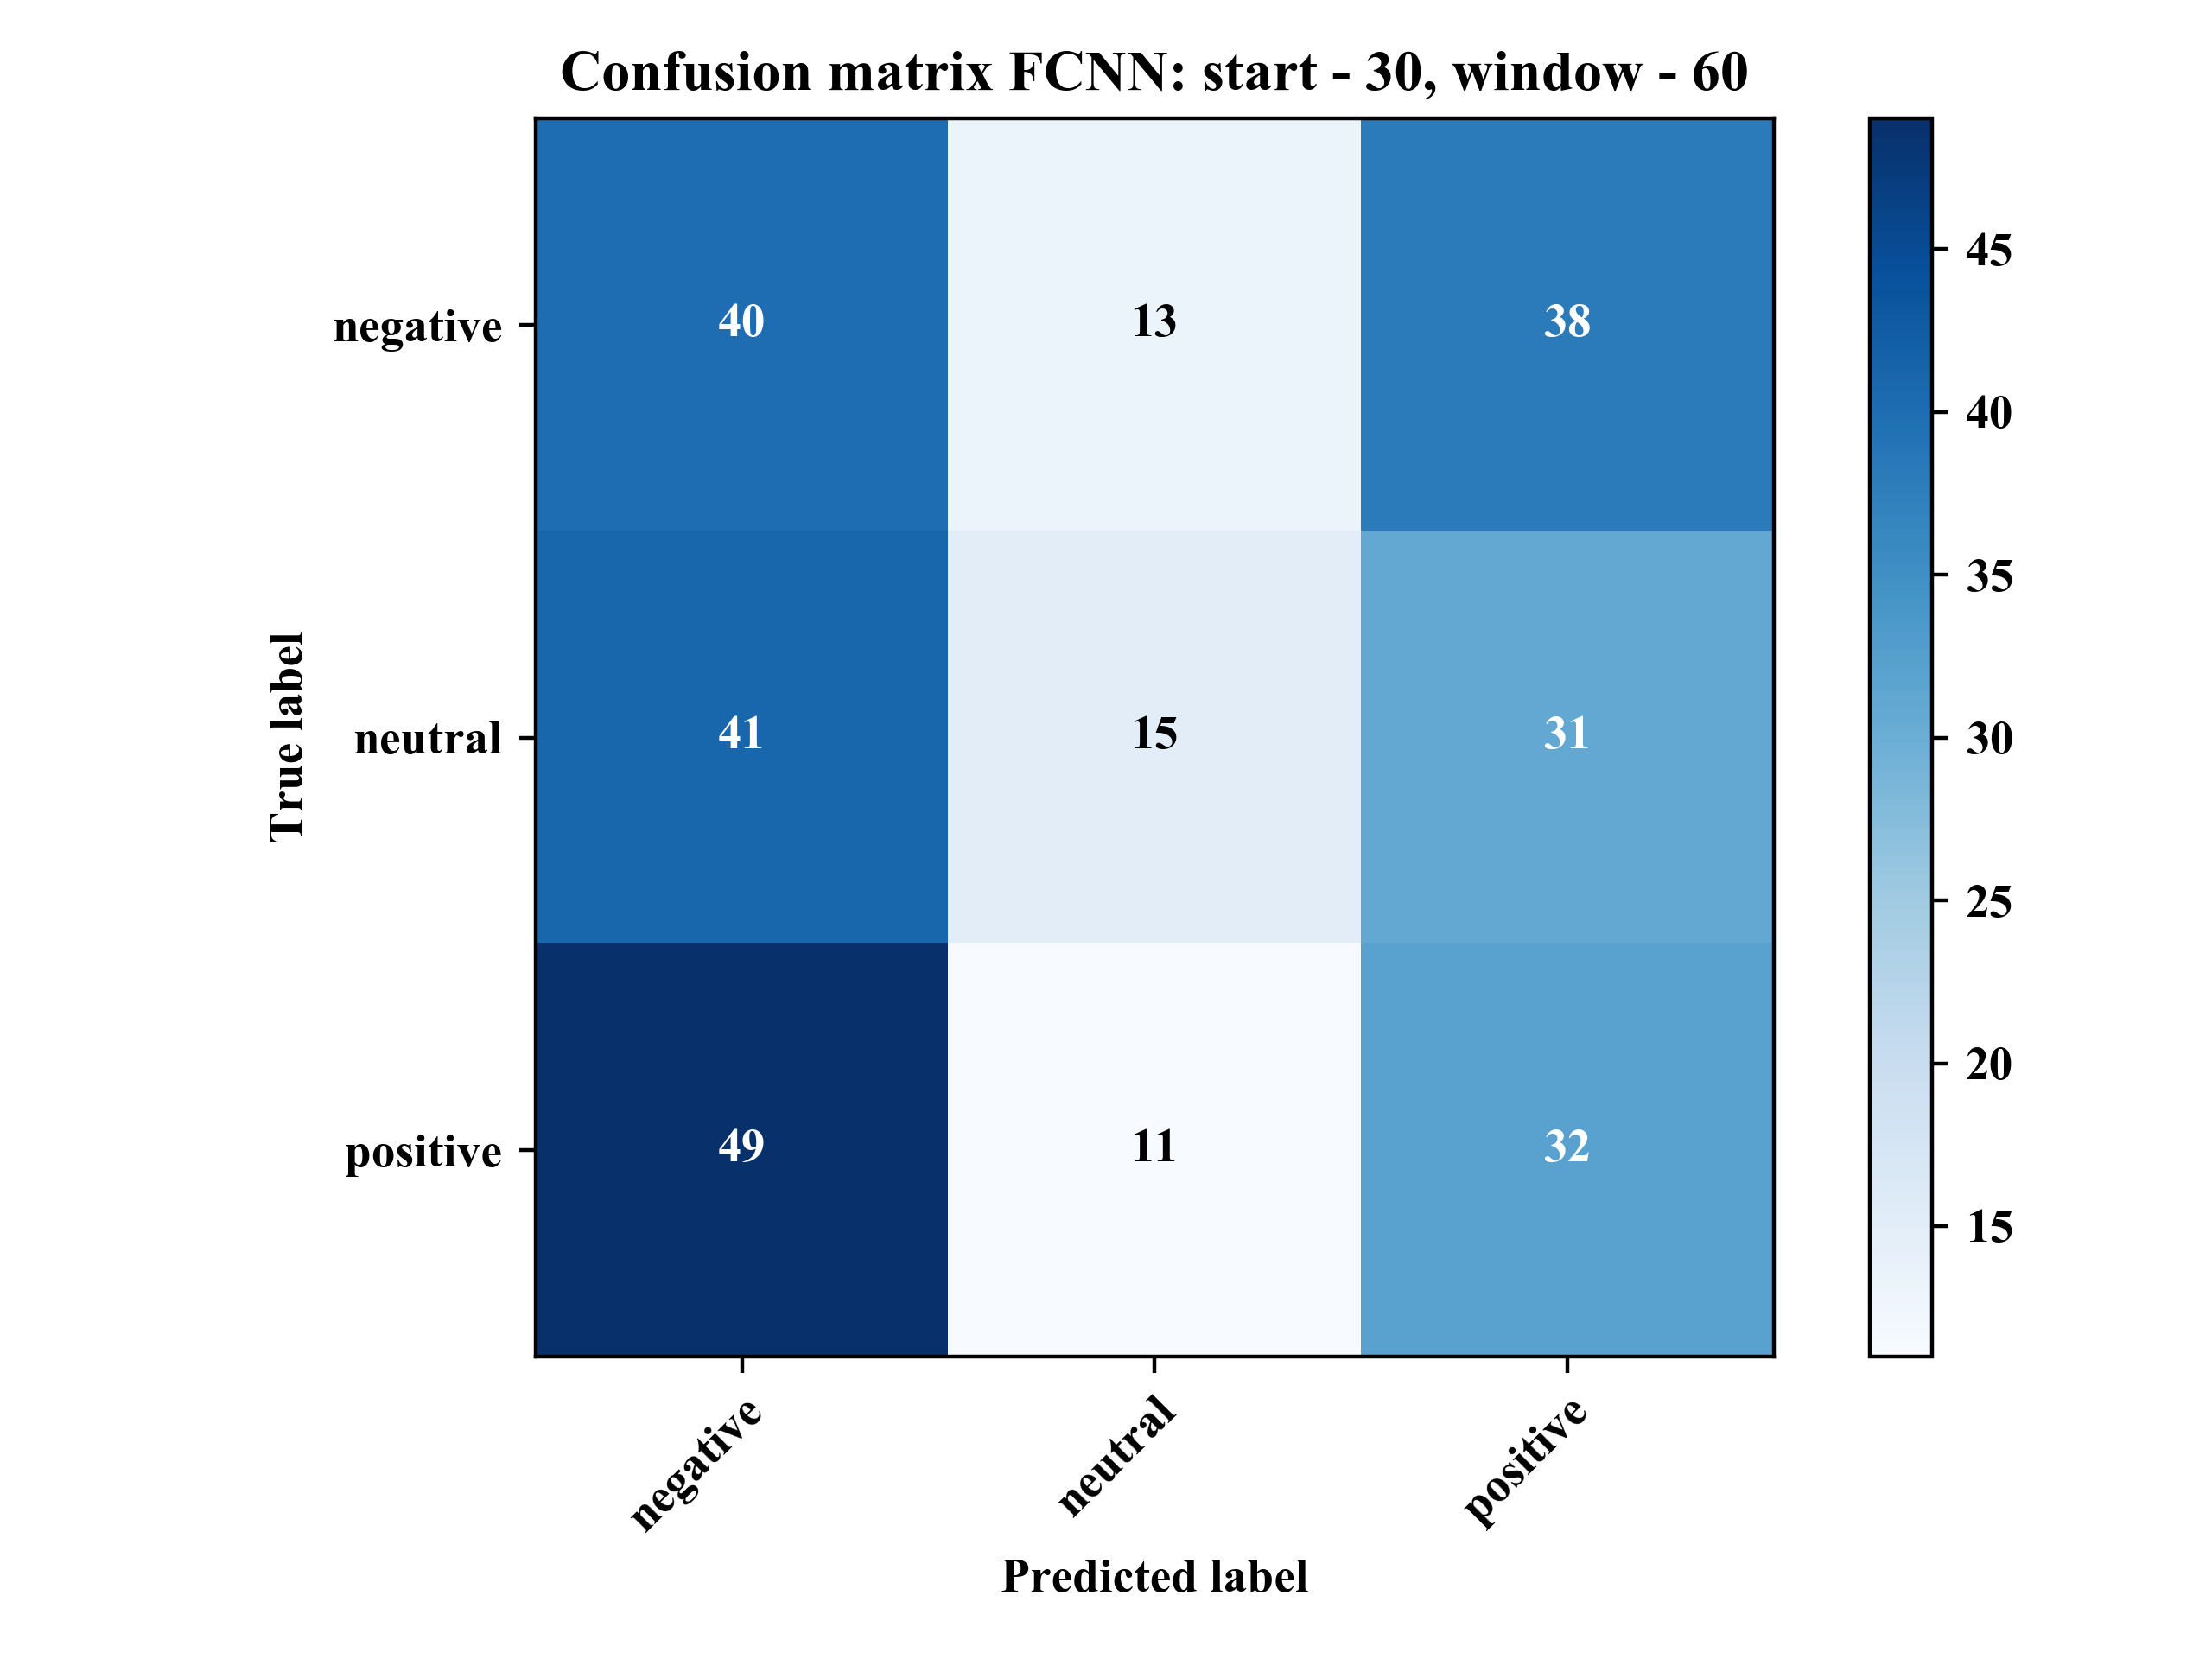 Confusion matrix FCNN: start - 30, window - 60
True label
negative
40
13
38
neutral
41
15
31
positive
49
11
32
negative
neutral
positive
Predicted label
45
40
35
30
25
20
15